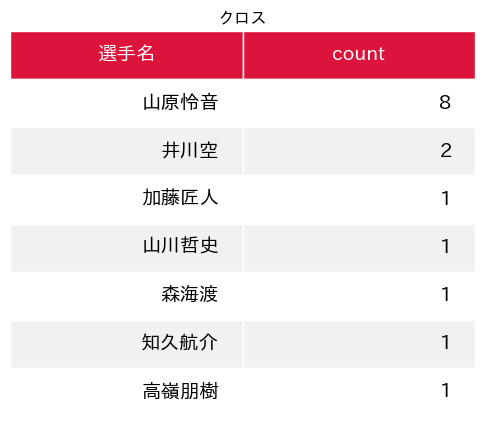 クロス
選手名 count
山原怜音 8
井川空 2
加藤匠人 1
山川哲史 1
森海渡 1
知久航介 1
高嶺朋樹 1